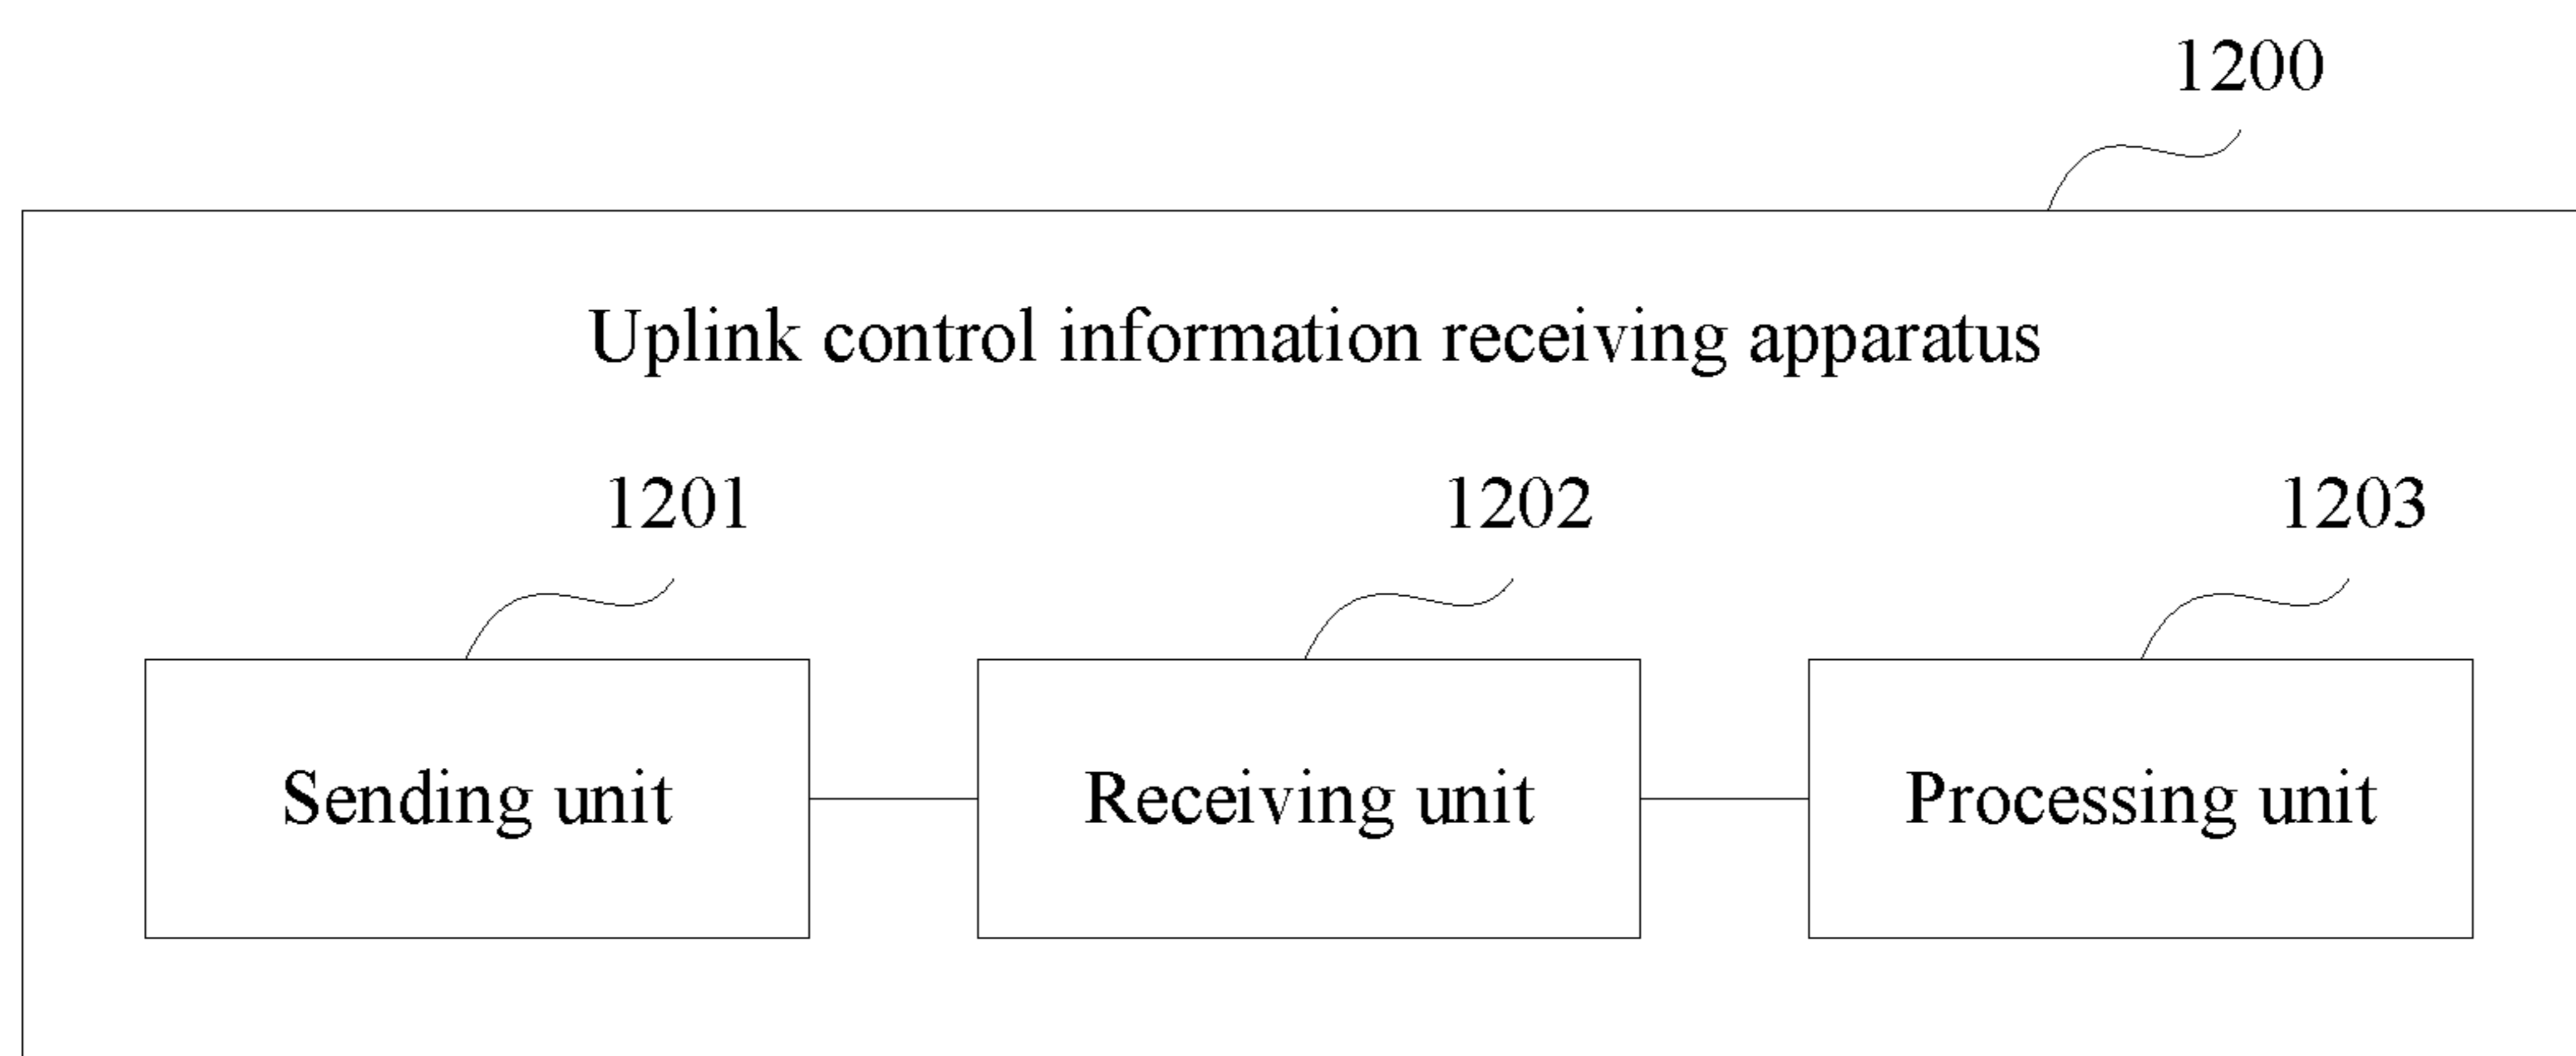 1200
Uplink control information receiving apparatus
1201 1202 1203
Sending unit Receiving unit Processing unit